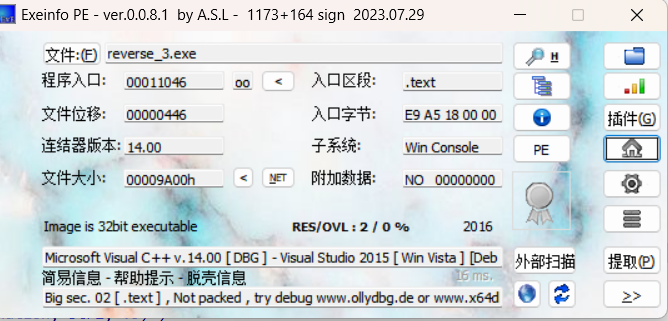 Exeinfo PE - ver.0.0.8.1 by A.S.L - 1173+164 sign 2023.07.29
文件:(F) reverse_3.exe H
程序入口: 00011046 oo < 入口区段: .text
文件位移: 00000446 入口字节: E9 A5 18 00 00 插件(G)
连结器版本: 14.00 子系统: Win Console PE
文件大小: 00009A00h < NET 附加数据: NO 00000000
Image is 32bit executable RES/OVL : 2 / 0 % 2016
Microsoft Visual C++ v.14.00 [ DBG ] - Visual Studio 2015 [ Win Vista ] [Deb 外部扫描 提取(P)
简易信息 - 帮助提示 - 脱壳信息 16 ms.
Big sec. 02 [ .text ] , Not packed , try debug www.ollydbg.de or www.x64d >>